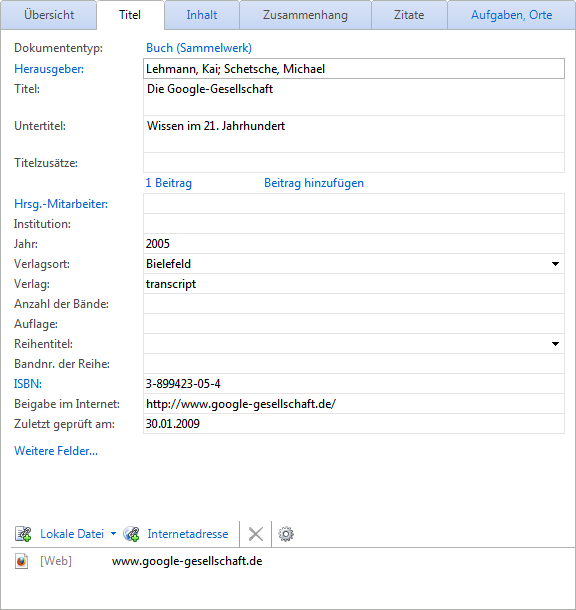 Übersicht Titel Inhalt Zusammenhang Zitate Aufgaben, Orte
Dokumententyp: Buch (Sammelwerk)
Herausgeber: Lehmann, Kai; Schetsche, Michael
Titel: Die Google-Gesellschaft
Untertitel: Wissen im 21. Jahrhundert
Titelzusätze:
1 Beitrag Beitrag hinzufügen
Hrsg.-Mitarbeiter:
Institution:
Jahr: 2005
Verlagsort: Bielefeld
Verlag: transcript
Anzahl der Bände:
Auflage:
Reihentitel:
Bandnr. der Reihe:
ISBN: 3-899423-05-4
Beigabe im Internet: http://www.google-gesellschaft.de/
Zuletzt geprüft am: 30.01.2009
Weitere Felder...
Lokale Datei Internetadresse
[Web] www.google-gesellschaft.de